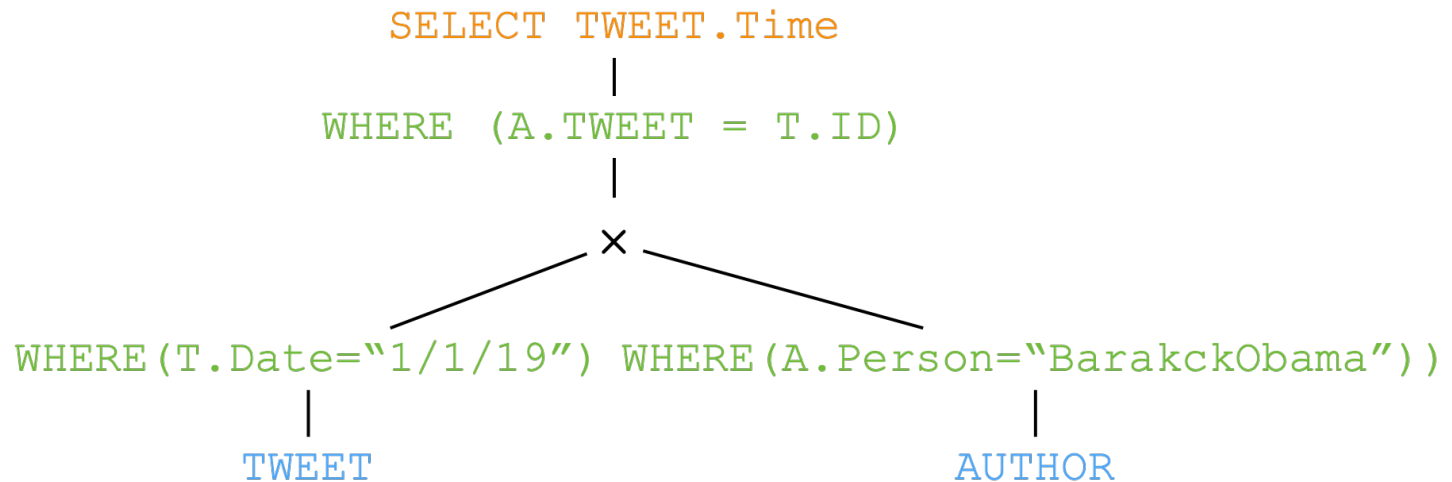 SELECT TWEET.Time
WHERE (A.TWEET = T.ID)
×
WHERE(T.Date=“1/1/19”) WHERE(A.Person=“BarakckObama”))
TWEET AUTHOR